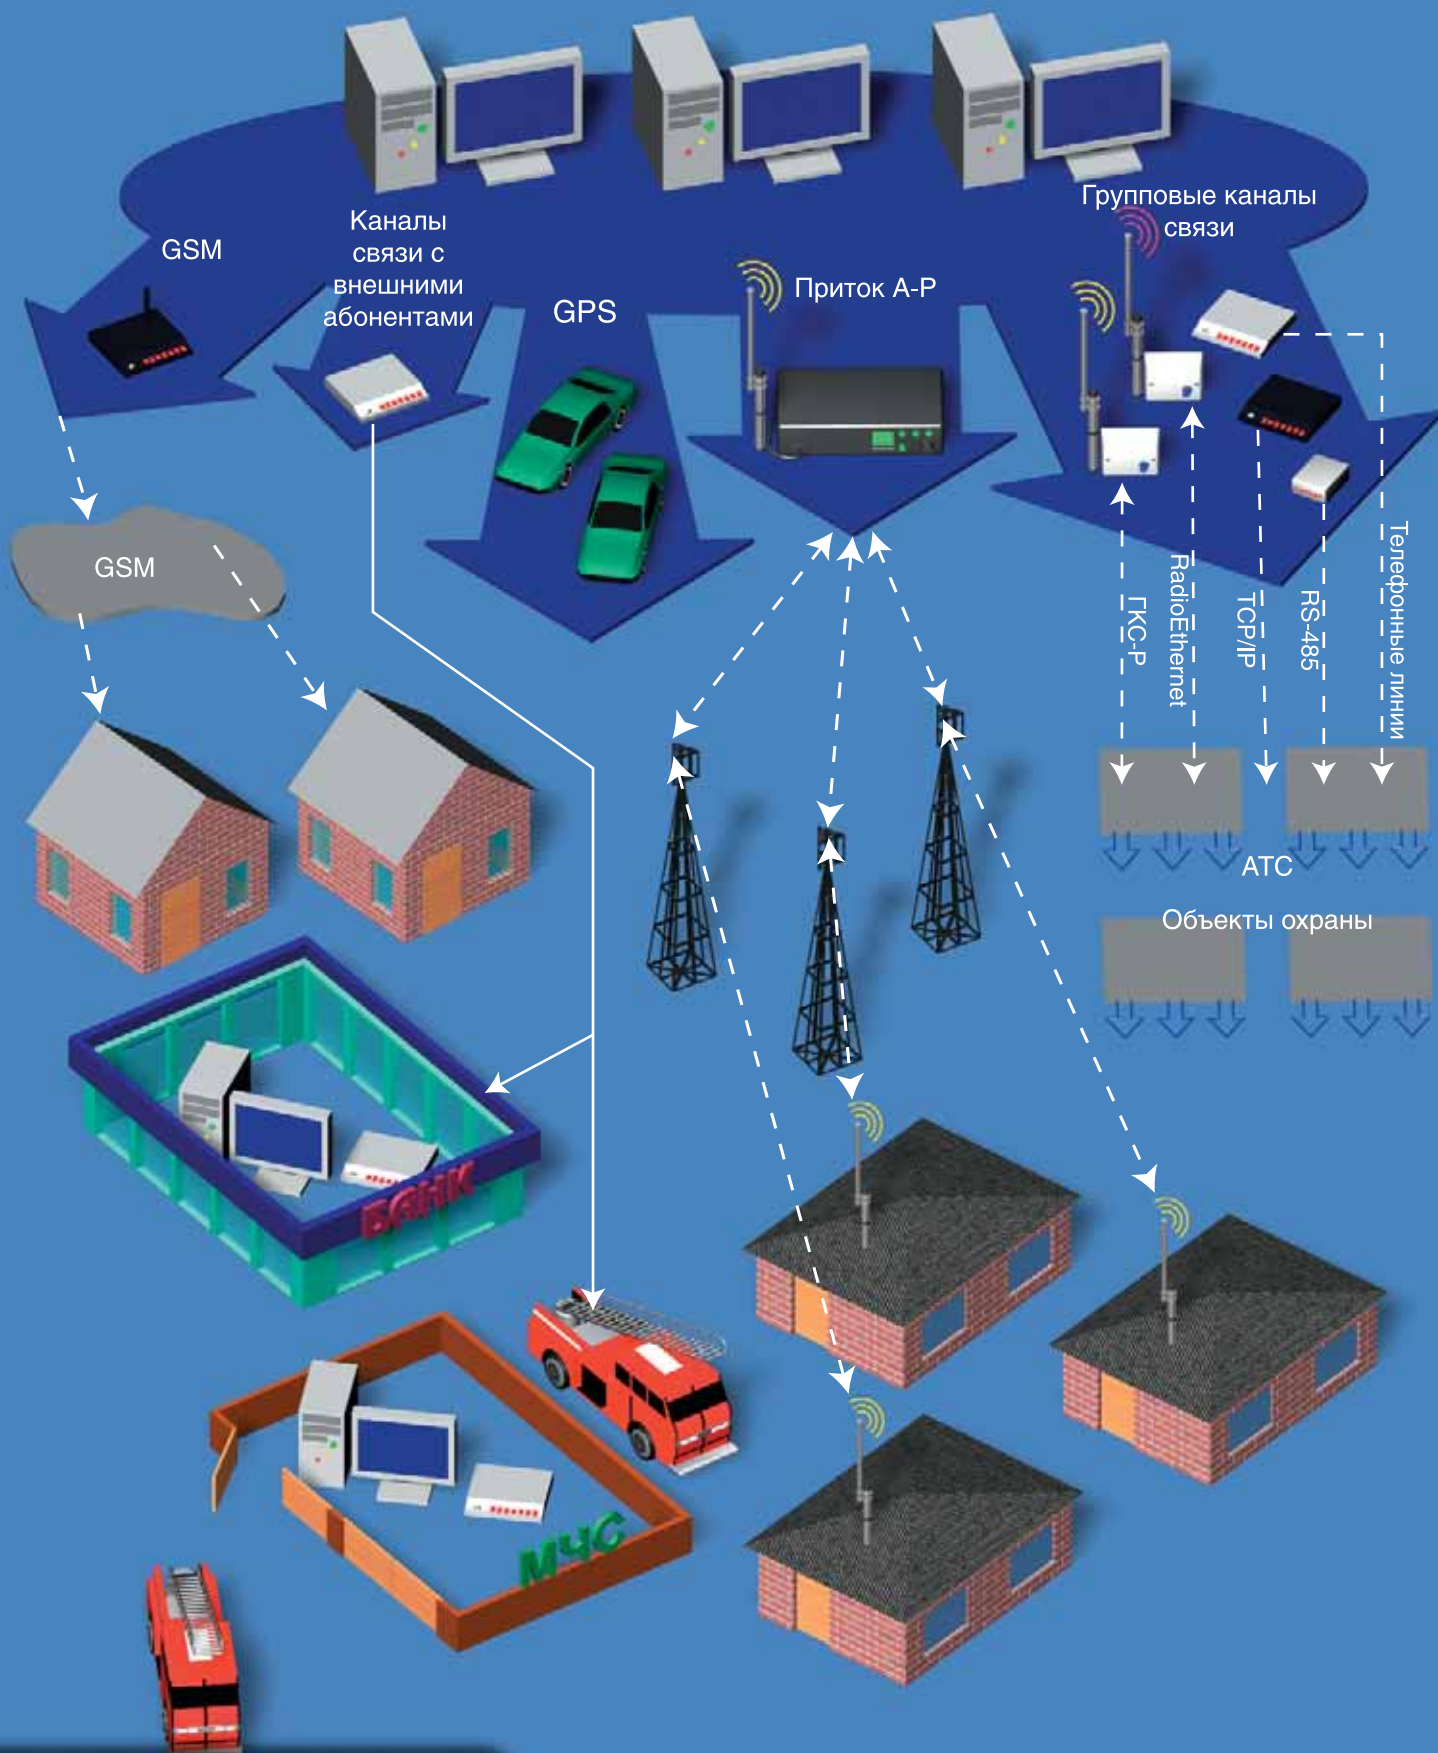 Групповые каналы
связи
Каналы
связи с
внешними
абонентами
GSM
GPS
Приток А-Р
GSM
ГКС-Р
RadioEthernet
TCP/IP
RS-485
Телефонные линии
АТС
Объекты охраны
БАНК
МЧС